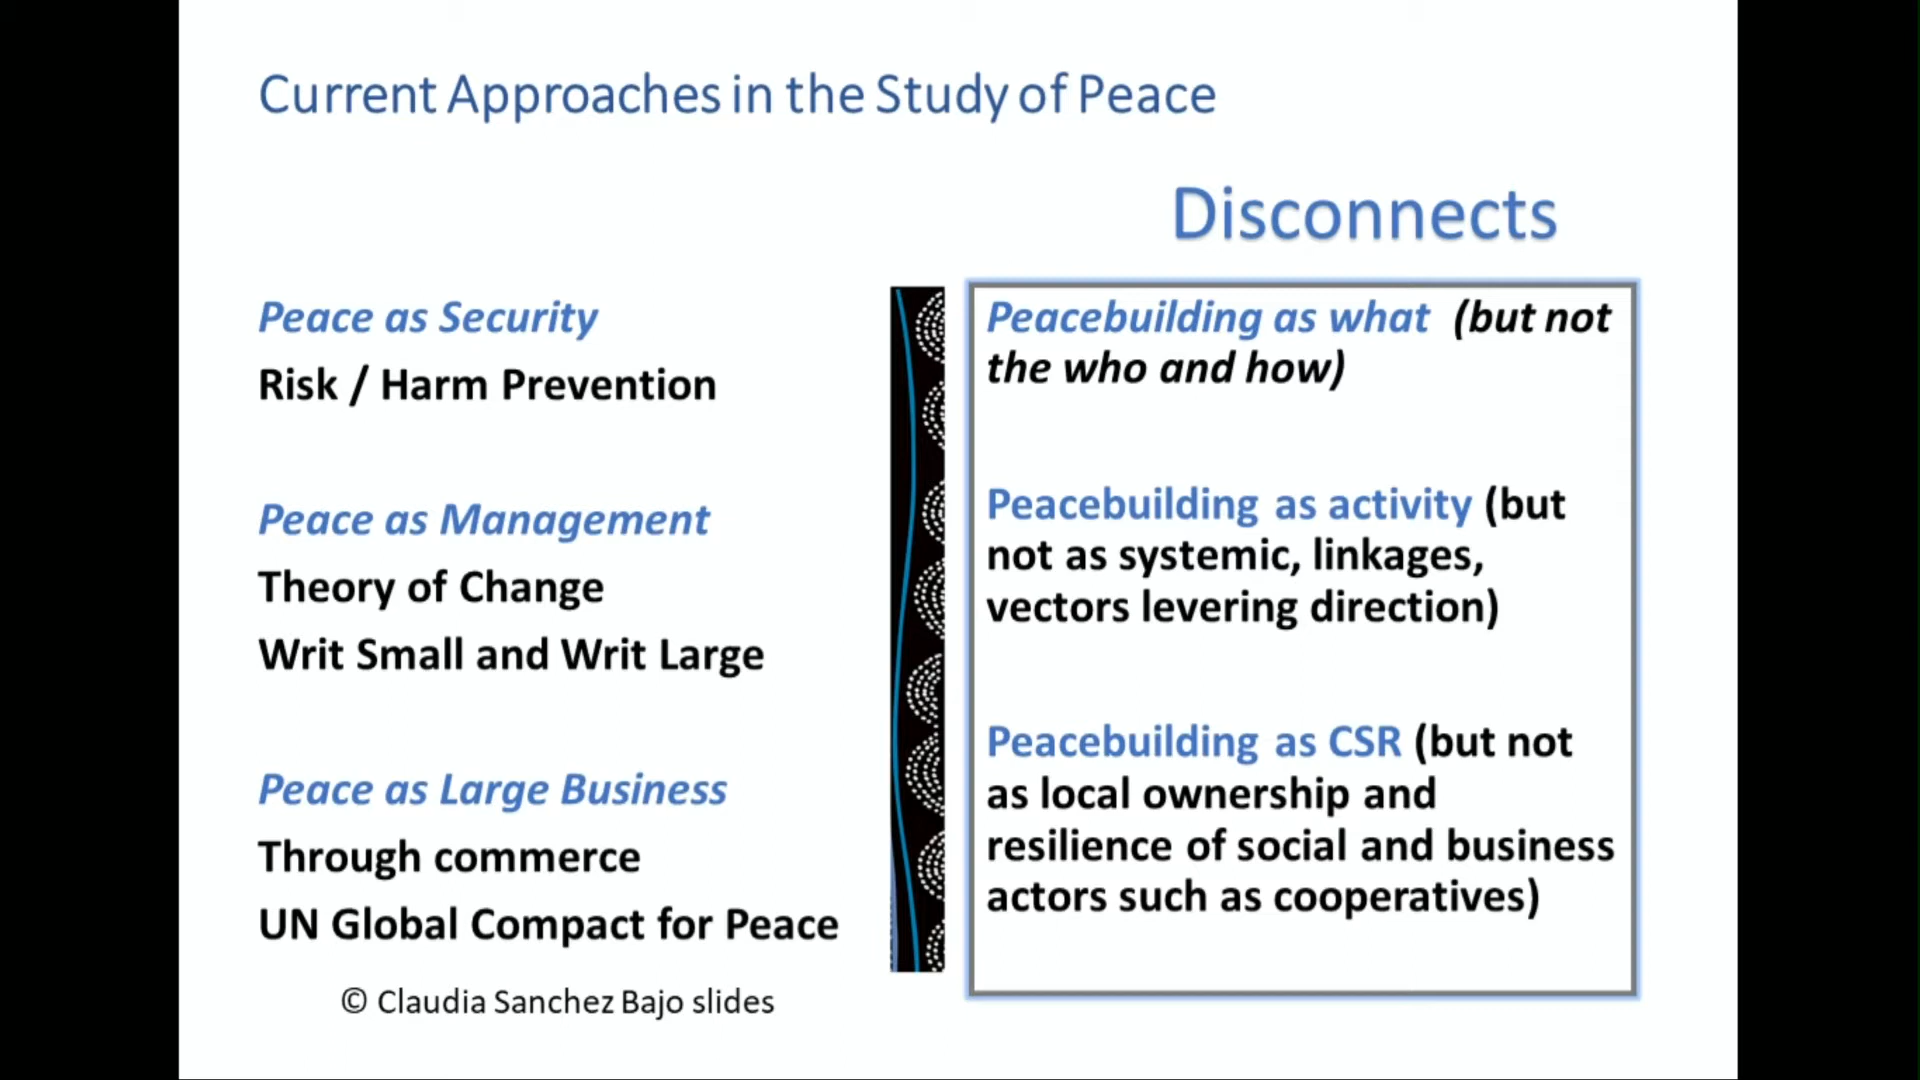 Current Approaches in the Study of Peace
Disconnects
Peace as Security
Risk / Harm Prevention
Peace as Management
Theory of Change
Writ Small and Writ Large
Peace as Large Business
Through commerce
UN Global Compact for Peace
© Claudia Sanchez Bajo slides
Peacebuilding as what (but not
the who and how)
Peacebuilding as activity (but
not as systemic, linkages,
vectors levering direction)
Peacebuilding as CSR (but not
as local ownership and
resilience of social and business
actors such as cooperatives)